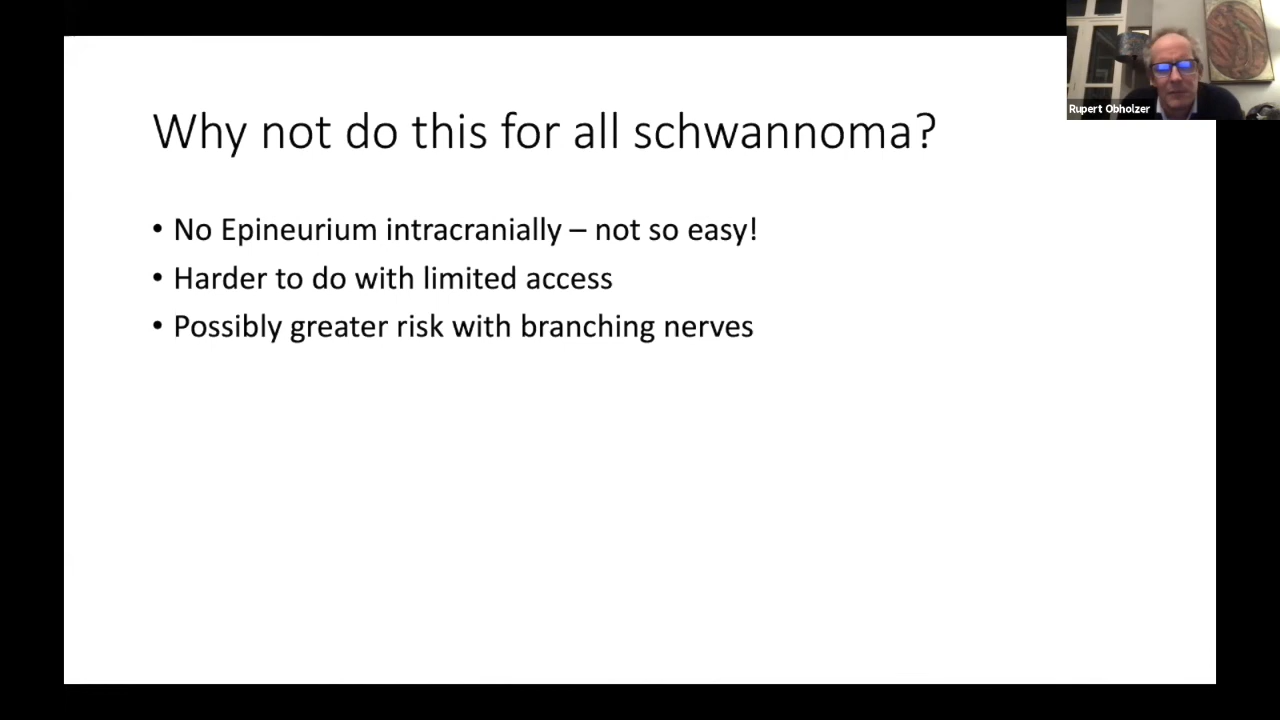 Rupert Obholzer
Why not do this for all schwannoma?
• No Epineurium intracranially – not so easy!
• Harder to do with limited access
• Possibly greater risk with branching nerves